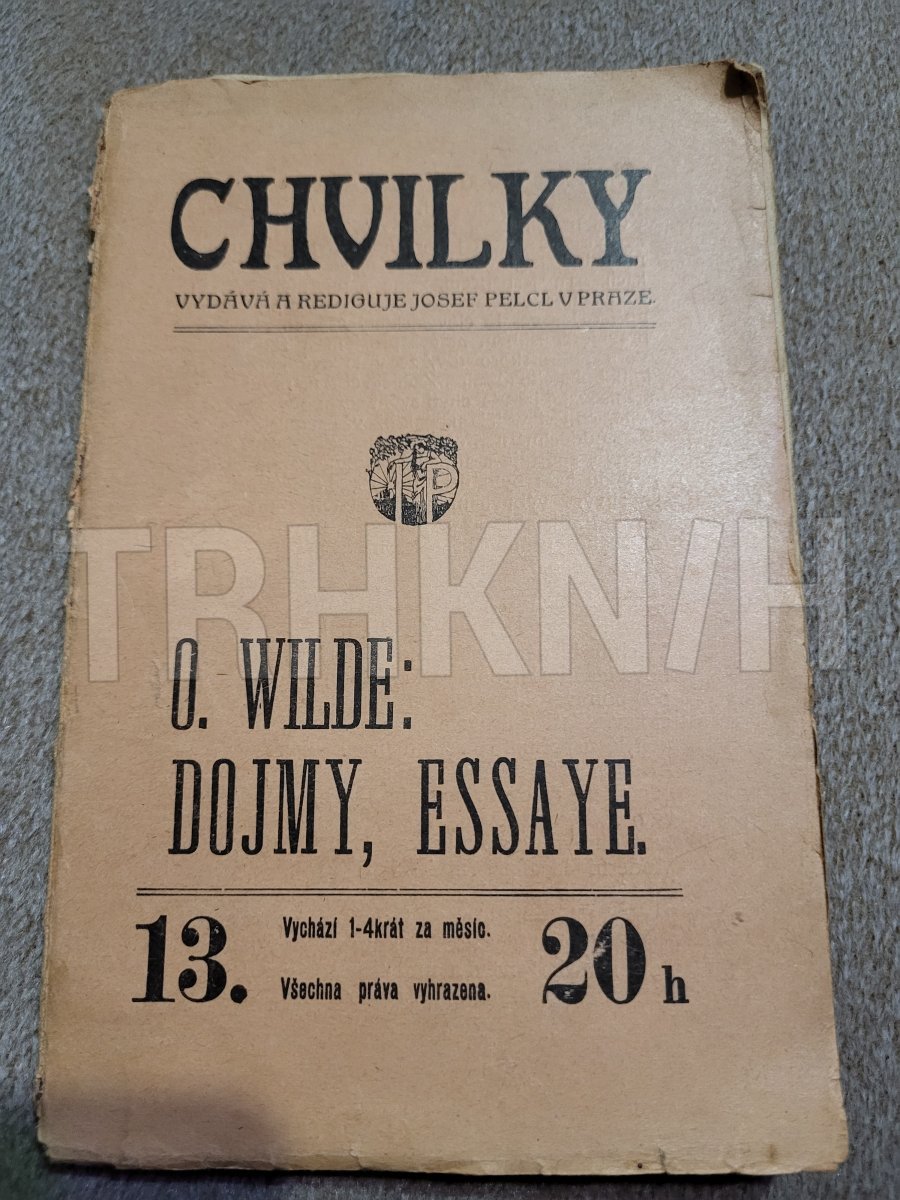 CHVILKY
VYDÁVÁ A REDIGUJE JOSEF PELCL V PRAZE.
JP
TRHKNIH
O. WILDE:
DOJMY, ESSAYE.
13.
Vychází 1-4krát za měsíc.
Všechna práva vyhrazena.
20 h